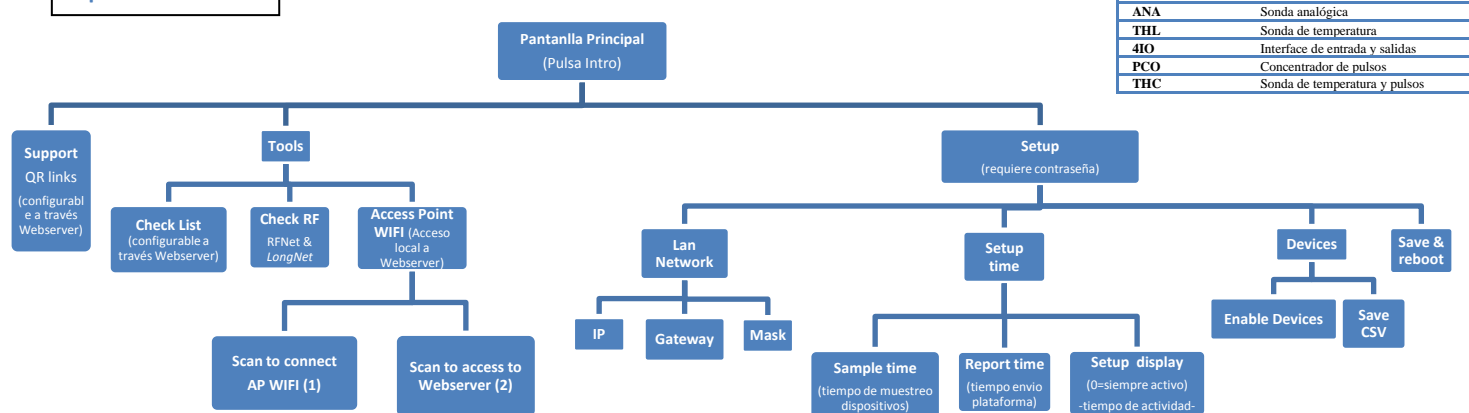 ANA Sonda analógica
THL Sonda de temperatura
4IO Interface de entrada y salidas
PCO Concentrador de pulsos
THC Sonda de temperatura y pulsos
Pantanlla Principal
(Pulsa Intro)
Support
QR links
(configurabl
e a través
Webserver)
Tools
Setup
(requiere contraseña)
Check List
(configurable a
través Webserver)
Check RF
RFNet &
LongNet
Access Point
WIFI (Acceso
local a
Webserver)
Lan
Network
Setup
time
Devices
Save &
reboot
Scan to connect
AP WIFI (1)
Scan to access to
Webserver (2)
IP
Gateway
Mask
Sample time
(tiempo de muestreo
dispositivos)
Report time
(tiempo envio
plataforma)
Setup display
(0=siempre activo)
-tiempo de actividad-
Enable Devices
Save
CSV